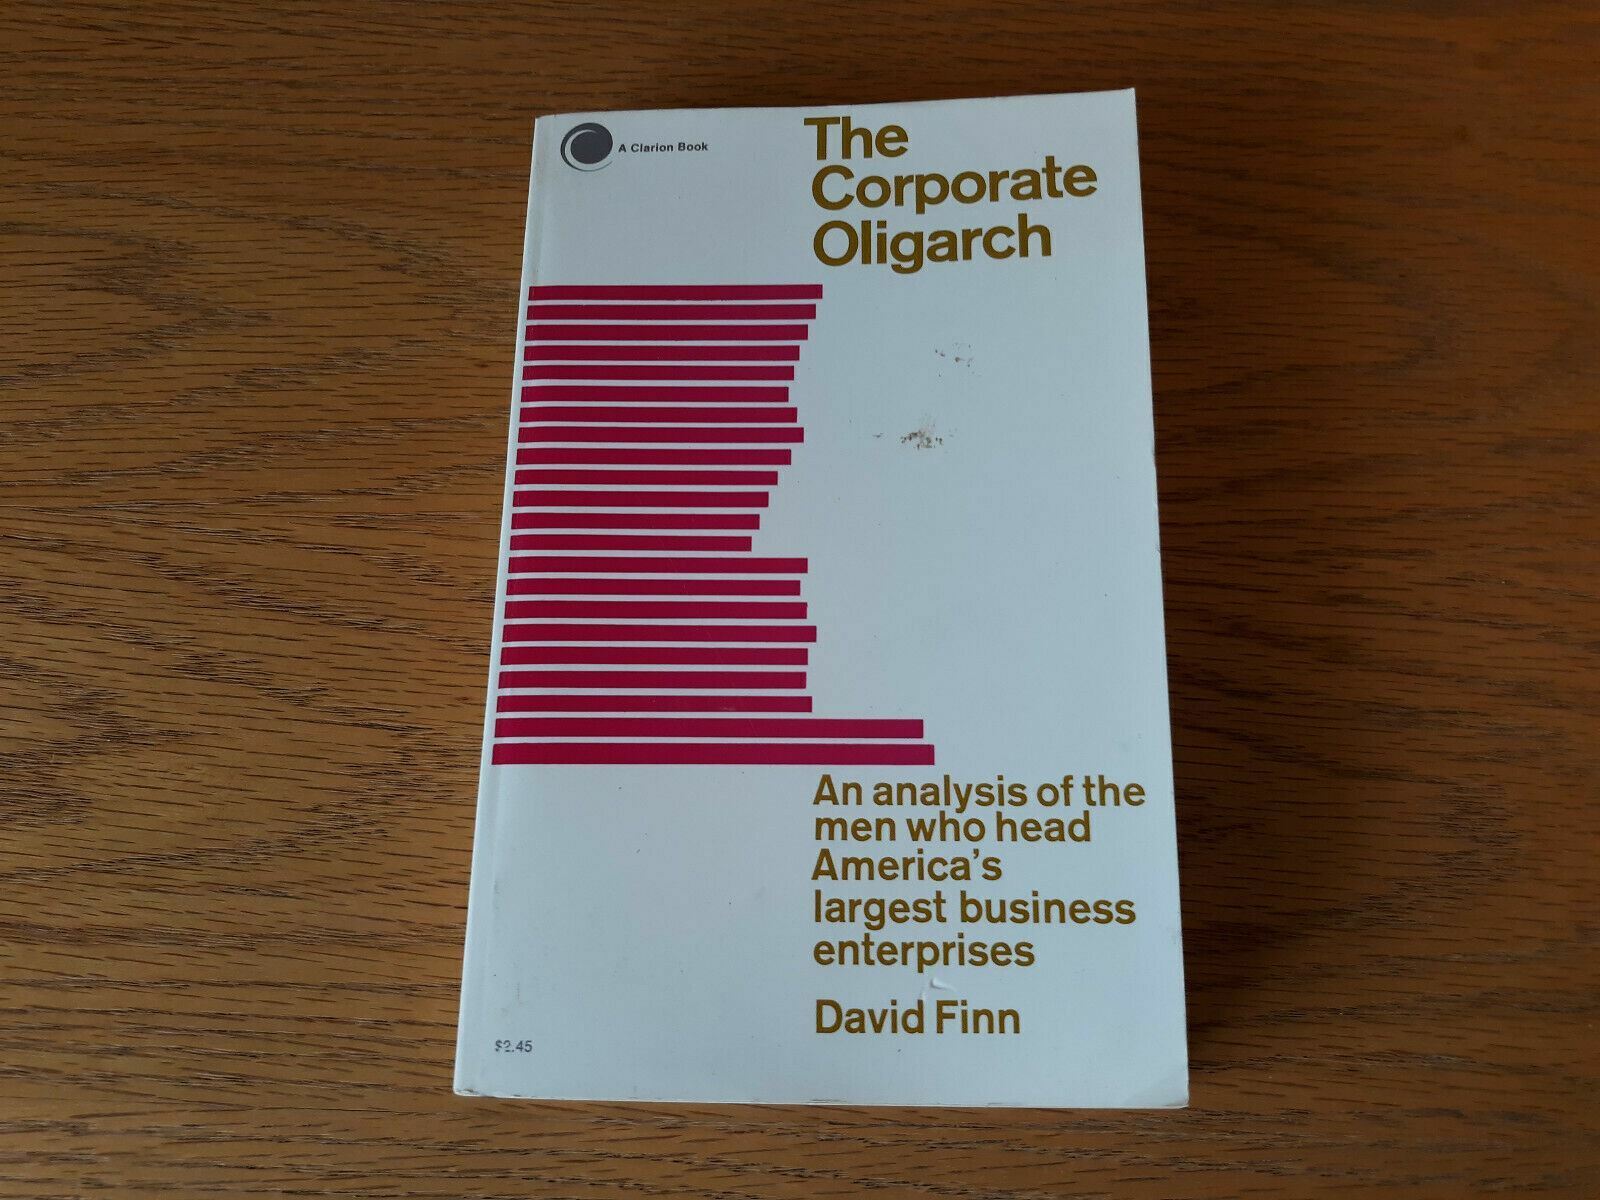 A Clarion Book
The
Corporate
Oligarch
An analysis of the
men who head
America's
largest business
enterprises
David Finn
$2.45